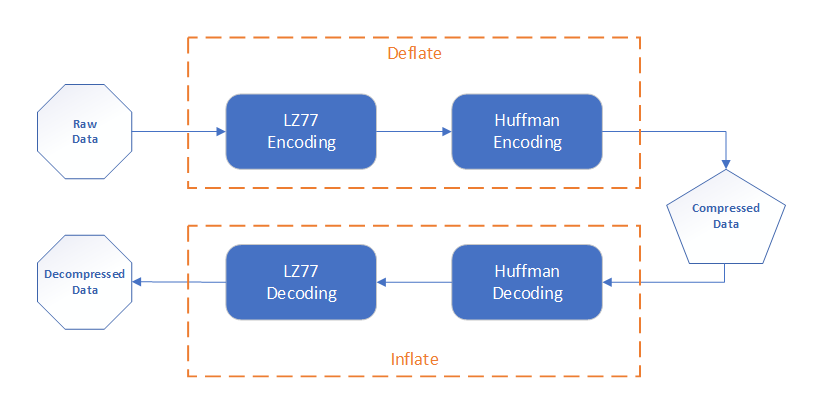 Deflate
Raw
Data
LZ77
Encoding
Huffman
Encoding
Compressed
Data
Decompressed
Data
LZ77
Decoding
Huffman
Decoding
Inflate